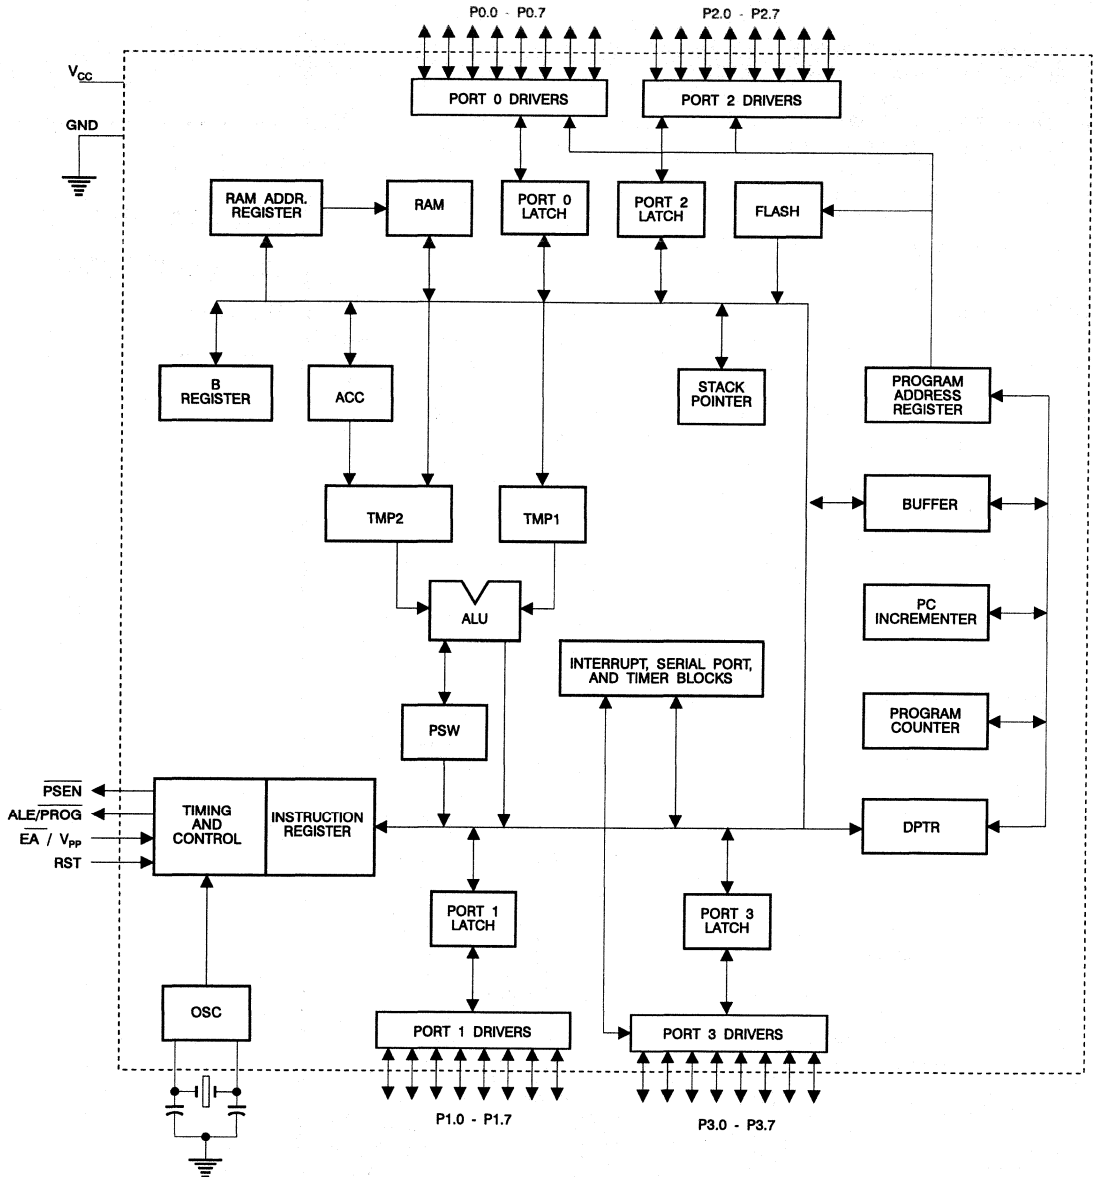 P0.0 - P0.7
P2.0 - P2.7
VCC
PORT 0 DRIVERS
PORT 2 DRIVERS
GND
RAM ADDR.
REGISTER
RAM
PORT 0
LATCH
PORT 2
LATCH
FLASH
B
REGISTER
ACC
STACK
POINTER
PROGRAM
ADDRESS
REGISTER
TMP2
TMP1
BUFFER
ALU
PC
INCREMENTER
INTERRUPT, SERIAL PORT,
AND TIMER BLOCKS
PSW
PROGRAM
COUNTER
PSEN
ALE/PROG
EA / VPP
RST
TIMING
AND
CONTROL
INSTRUCTION
REGISTER
DPTR
PORT 1
LATCH
PORT 3
LATCH
OSC
PORT 1 DRIVERS
PORT 3 DRIVERS
P1.0 - P1.7
P3.0 - P3.7